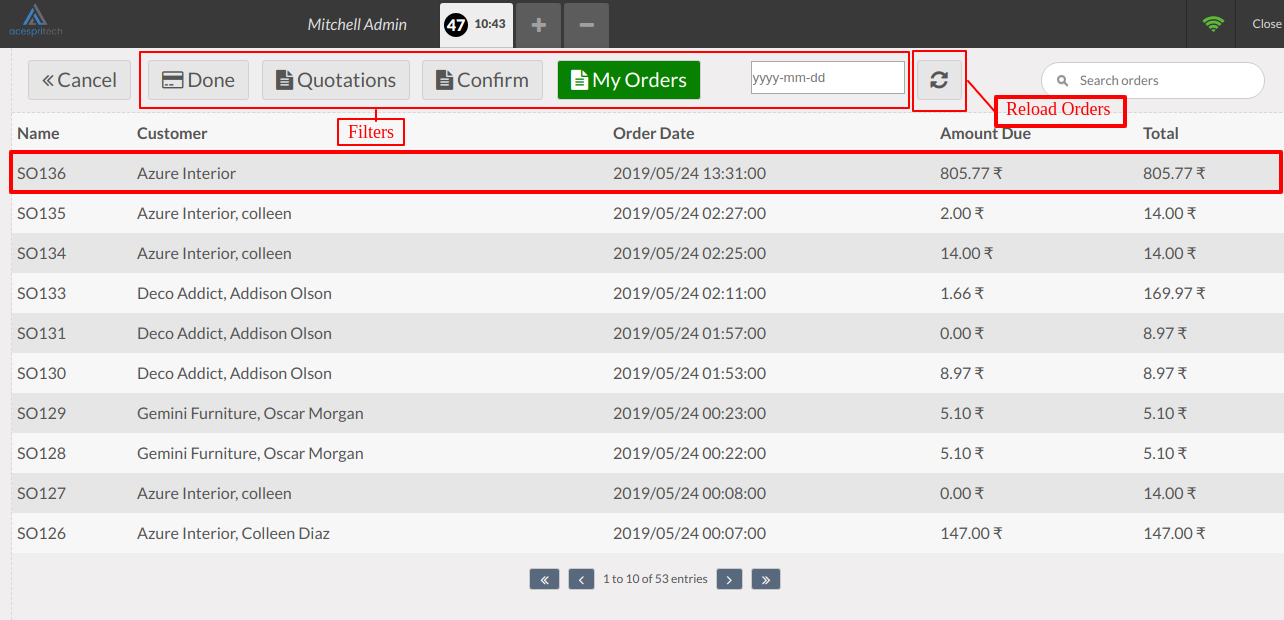 acespritech
Mitchell Admin
47 10:43
Close
Cancel Done Quotations Confirm My Orders yyyy-mm-dd Search orders
Reload Orders
Filters
Name Customer Order Date Amount Due Total
SO136 Azure Interior 2019/05/24 13:31:00 805.77 ₹ 805.77 ₹
SO135 Azure Interior, colleen 2019/05/24 02:27:00 2.00 ₹ 14.00 ₹
SO134 Azure Interior, colleen 2019/05/24 02:25:00 14.00 ₹ 14.00 ₹
SO133 Deco Addict, Addison Olson 2019/05/24 02:11:00 1.66 ₹ 169.97 ₹
SO131 Deco Addict, Addison Olson 2019/05/24 01:57:00 0.00 ₹ 8.97 ₹
SO130 Deco Addict, Addison Olson 2019/05/24 01:53:00 8.97 ₹ 8.97 ₹
SO129 Gemini Furniture, Oscar Morgan 2019/05/24 00:23:00 5.10 ₹ 5.10 ₹
SO128 Gemini Furniture, Oscar Morgan 2019/05/24 00:22:00 5.10 ₹ 5.10 ₹
SO127 Azure Interior, colleen 2019/05/24 00:08:00 0.00 ₹ 14.00 ₹
SO126 Azure Interior, Colleen Diaz 2019/05/24 00:07:00 147.00 ₹ 147.00 ₹
« ‹ 1 to 10 of 53 entries › »